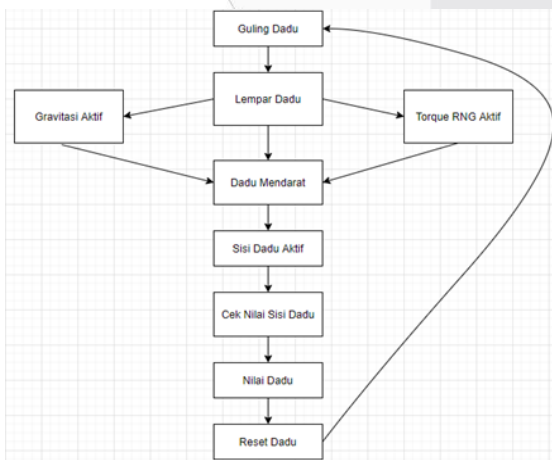 Guling Dadu
Lempar Dadu
Gravitasi Aktif
Torque RNG Aktif
Dadu Mendarat
Sisi Dadu Aktif
Cek Nilai Sisi Dadu
Nilai Dadu
Reset Dadu